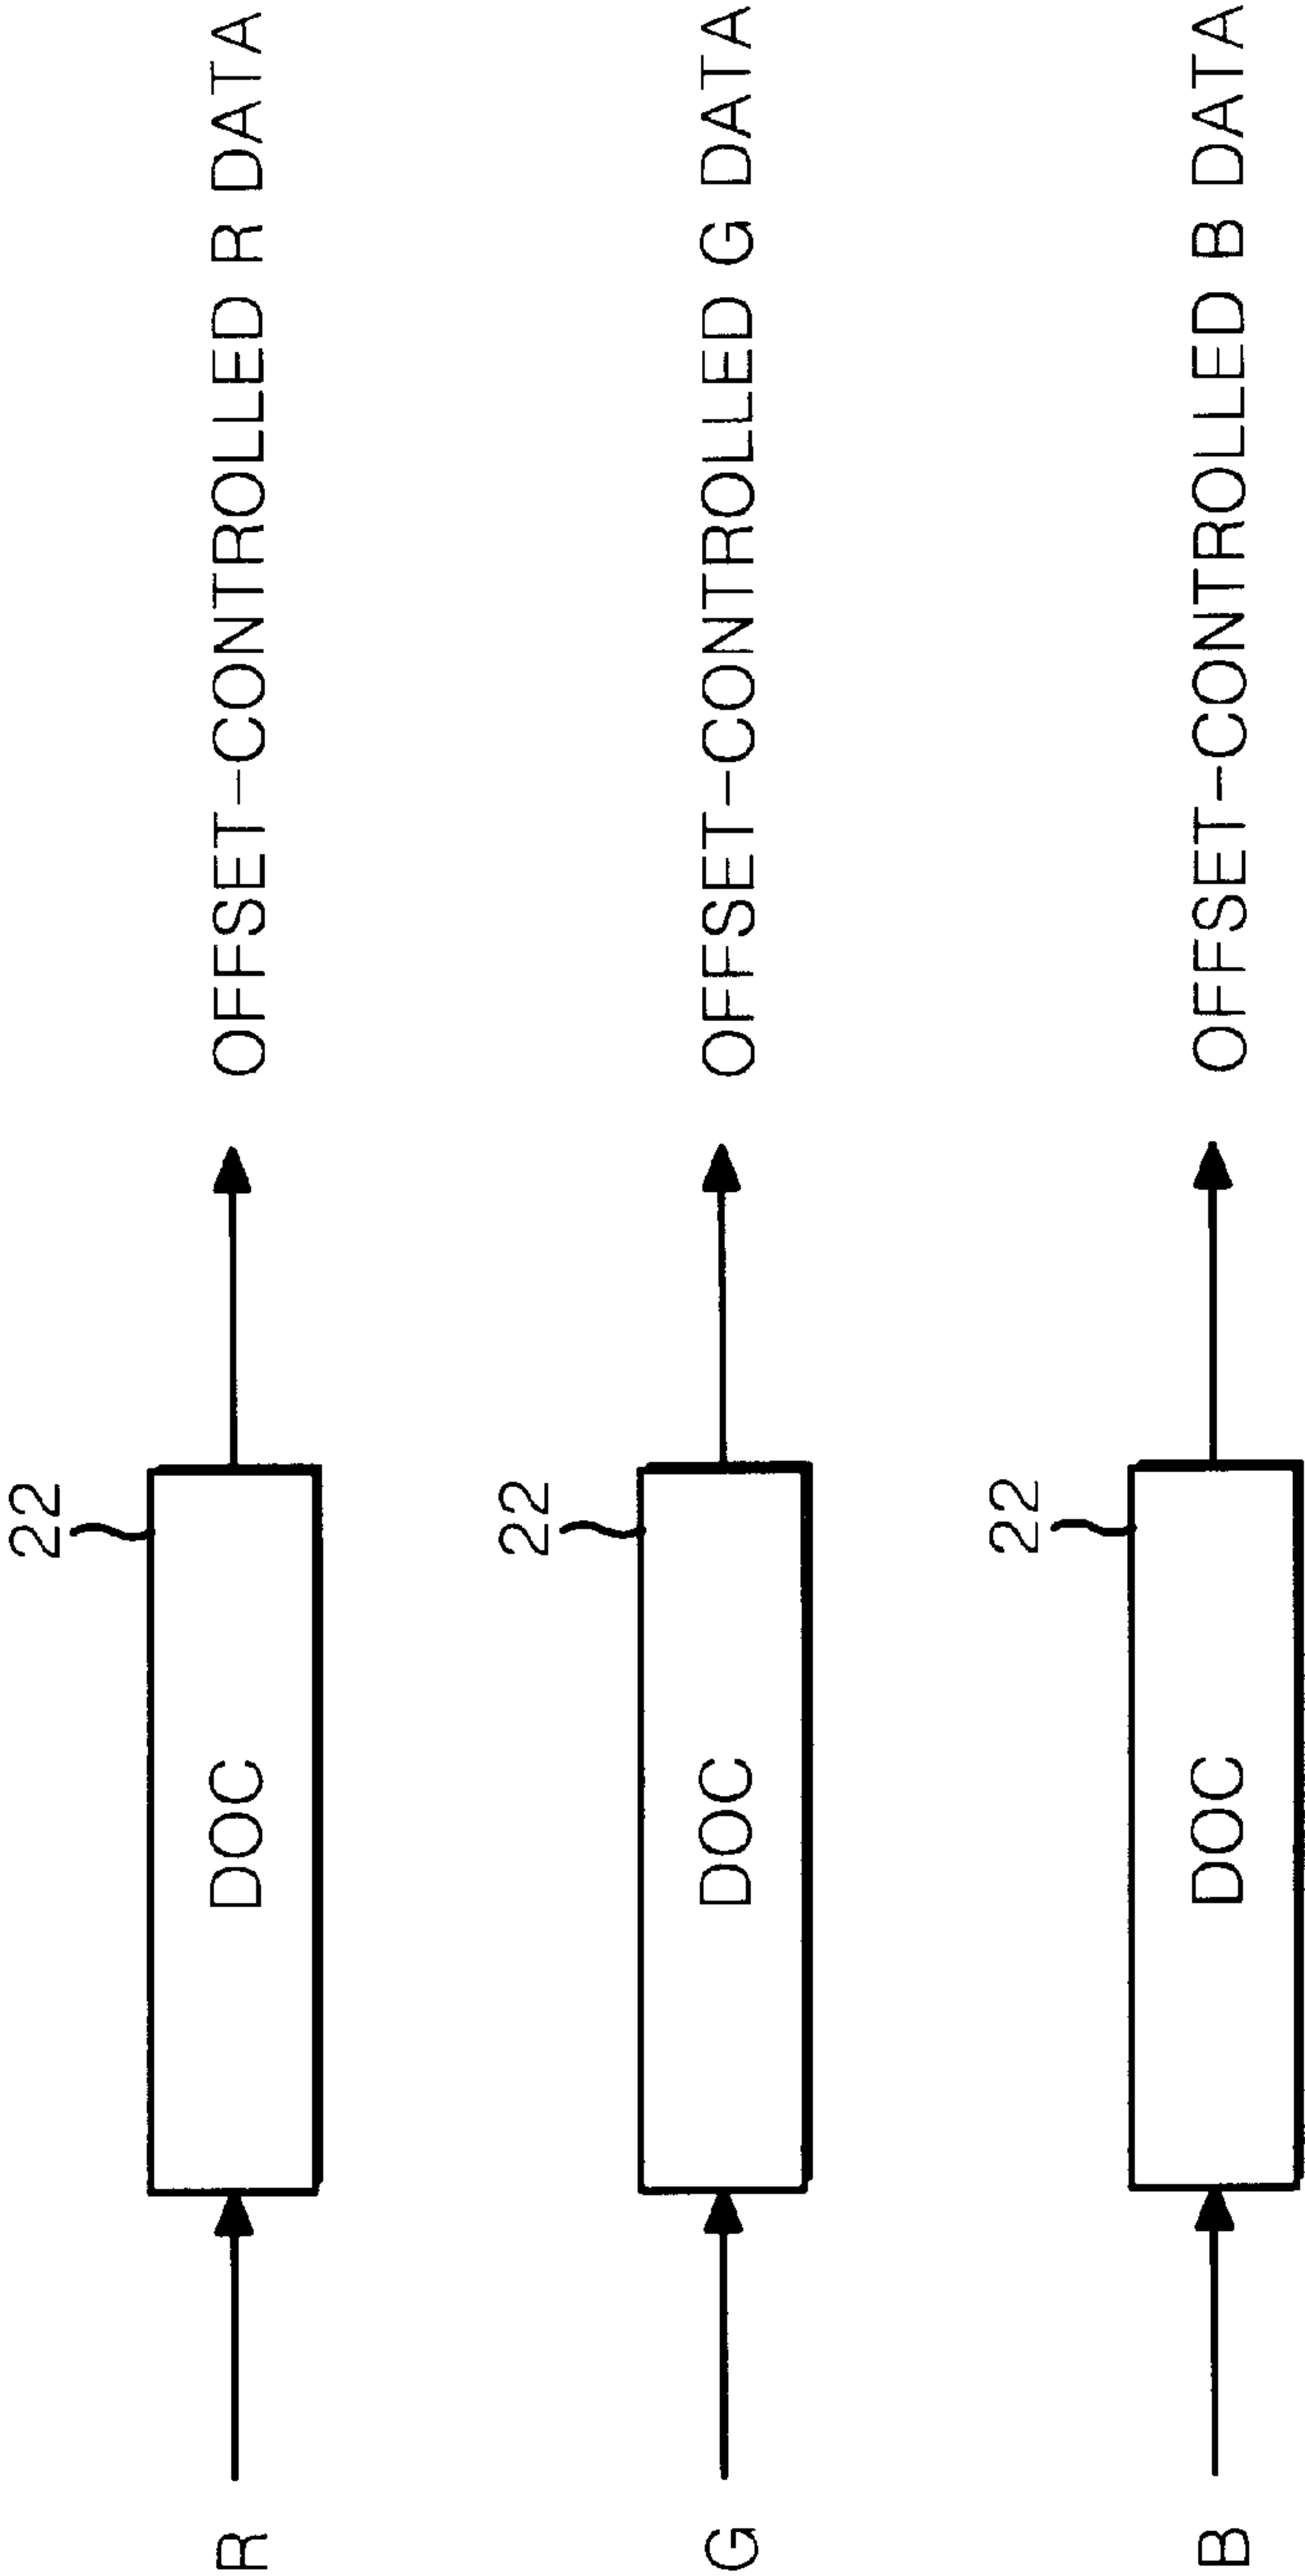 22
R
DOC
OFFSET-CONTROLLED R DATA
22
G
DOC
OFFSET-CONTROLLED G DATA
22
B
DOC
OFFSET-CONTROLLED B DATA